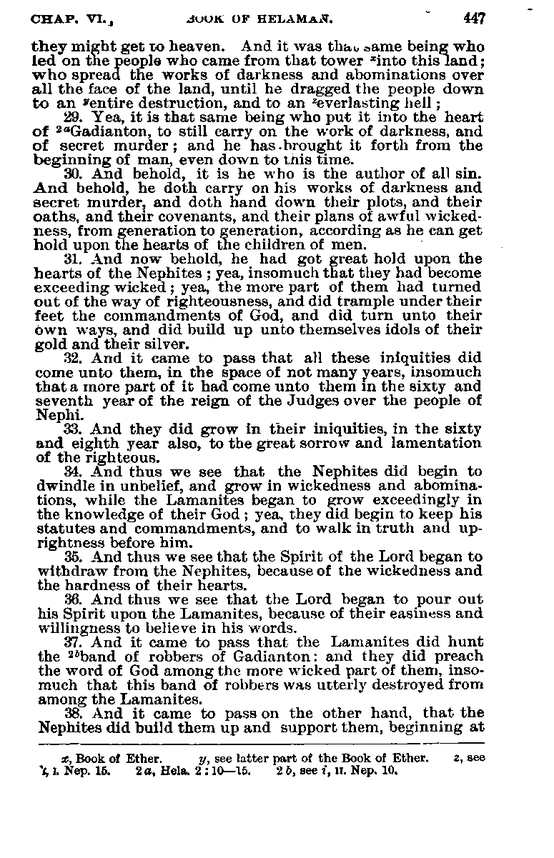 CHAP. VI. BOOK OF HELAMAN. 447
they might get to heaven. And it was that same being who
led on the people who came from that tower ˣinto this land;
who spread the works of darkness and abominations over
all the face of the land, until he dragged the people down
to an ʸentire destruction, and to an ᶻeverlasting hell;
29. Yea, it is that same being who put it into the heart
of ²ᵃGadianton, to still carry on the work of darkness, and
of secret murder; and he has brought it forth from the
beginning of man, even down to this time.
30. And behold, it is he who is the author of all sin.
And behold, he doth carry on his works of darkness and
secret murder, and doth hand down their plots, and their
oaths, and their covenants, and their plans of awful wicked-
ness, from generation to generation, according as he can get
hold upon the hearts of the children of men.
31. And now behold, he had got great hold upon the
hearts of the Nephites; yea, insomuch that they had become
exceeding wicked; yea, the more part of them had turned
out of the way of righteousness, and did trample under their
feet the commandments of God, and did turn unto their
own ways, and did build up unto themselves idols of their
gold and their silver.
32. And it came to pass that all these iniquities did
come unto them, in the space of not many years, insomuch
that a more part of it had come unto them in the sixty and
seventh year of the reign of the Judges over the people of
Nephi.
33. And they did grow in their iniquities, in the sixty
and eighth year also, to the great sorrow and lamentation
of the righteous.
34. And thus we see that the Nephites did begin to
dwindle in unbelief, and grow in wickedness and abomina-
tions, while the Lamanites began to grow exceedingly in
the knowledge of their God; yea, they did begin to keep his
statutes and commandments, and to walk in truth and up-
rightness before him.
35. And thus we see that the Spirit of the Lord began to
withdraw from the Nephites, because of the wickedness and
the hardness of their hearts.
36. And thus we see that the Lord began to pour out
his Spirit upon the Lamanites, because of their easiness and
willingness to believe in his words.
37. And it came to pass that the Lamanites did hunt
the ²ᵇband of robbers of Gadianton: and they did preach
the word of God among the more wicked part of them, inso-
much that this band of robbers was utterly destroyed from
among the Lamanites.
38. And it came to pass on the other hand, that the
Nephites did build them up and support them, beginning at
x, Book of Ether. y, see latter part of the Book of Ether. z, see
I. Nep. 15. 2a, Hela. 2:10—15. 2b, see i, II. Nep. 10.